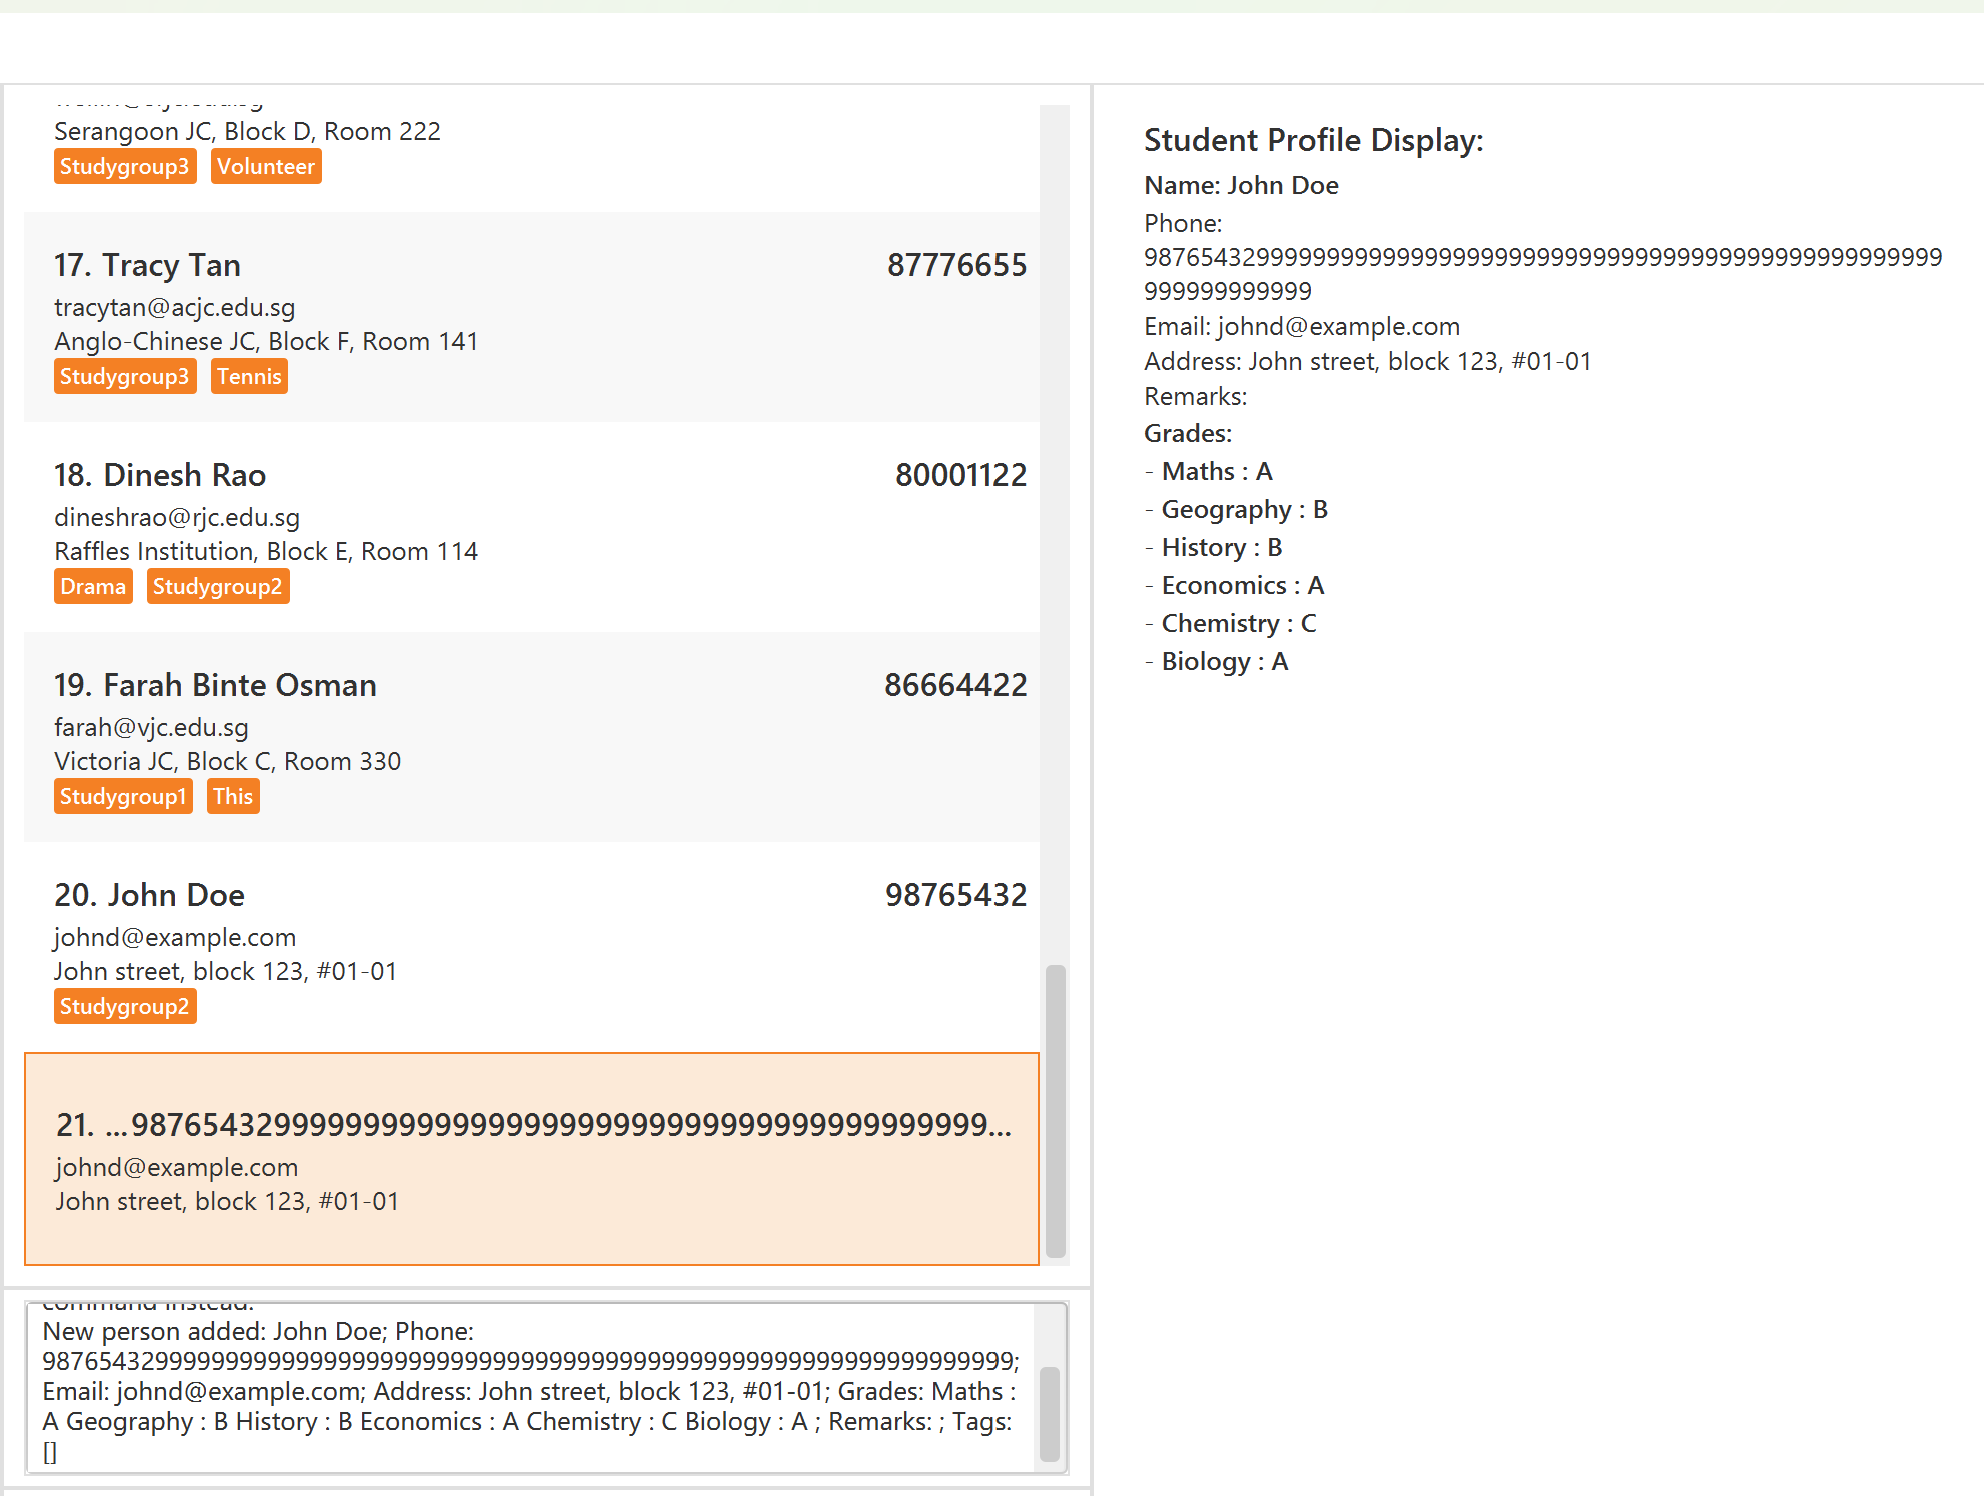 Serangoon JC, Block D, Room 222
Studygroup3 Volunteer
17. Tracy Tan 87776655
tracytan@acjc.edu.sg
Anglo-Chinese JC, Block F, Room 141
Studygroup3 Tennis
18. Dinesh Rao 80001122
dineshrao@rjc.edu.sg
Raffles Institution, Block E, Room 114
Drama Studygroup2
19. Farah Binte Osman 86664422
farah@vjc.edu.sg
Victoria JC, Block C, Room 330
Studygroup1 This
20. John Doe 98765432
johnd@example.com
John street, block 123, #01-01
Studygroup2
21. ... 987654329999999999999999999999999999999999999999...
johnd@example.com
John street, block 123, #01-01
command instead.
New person added: John Doe; Phone:
987654329999999999999999999999999999999999999999999999999999999999999;
Email: johnd@example.com; Address: John street, block 123, #01-01; Grades: Maths :
A Geography : B History : B Economics : A Chemistry : C Biology : A ; Remarks: ; Tags:
[]
Student Profile Display:
Name: John Doe
Phone:
987654329999999999999999999999999999999999999999999999999
999999999999
Email: johnd@example.com
Address: John street, block 123, #01-01
Remarks:
Grades:
- Maths : A
- Geography : B
- History : B
- Economics : A
- Chemistry : C
- Biology : A